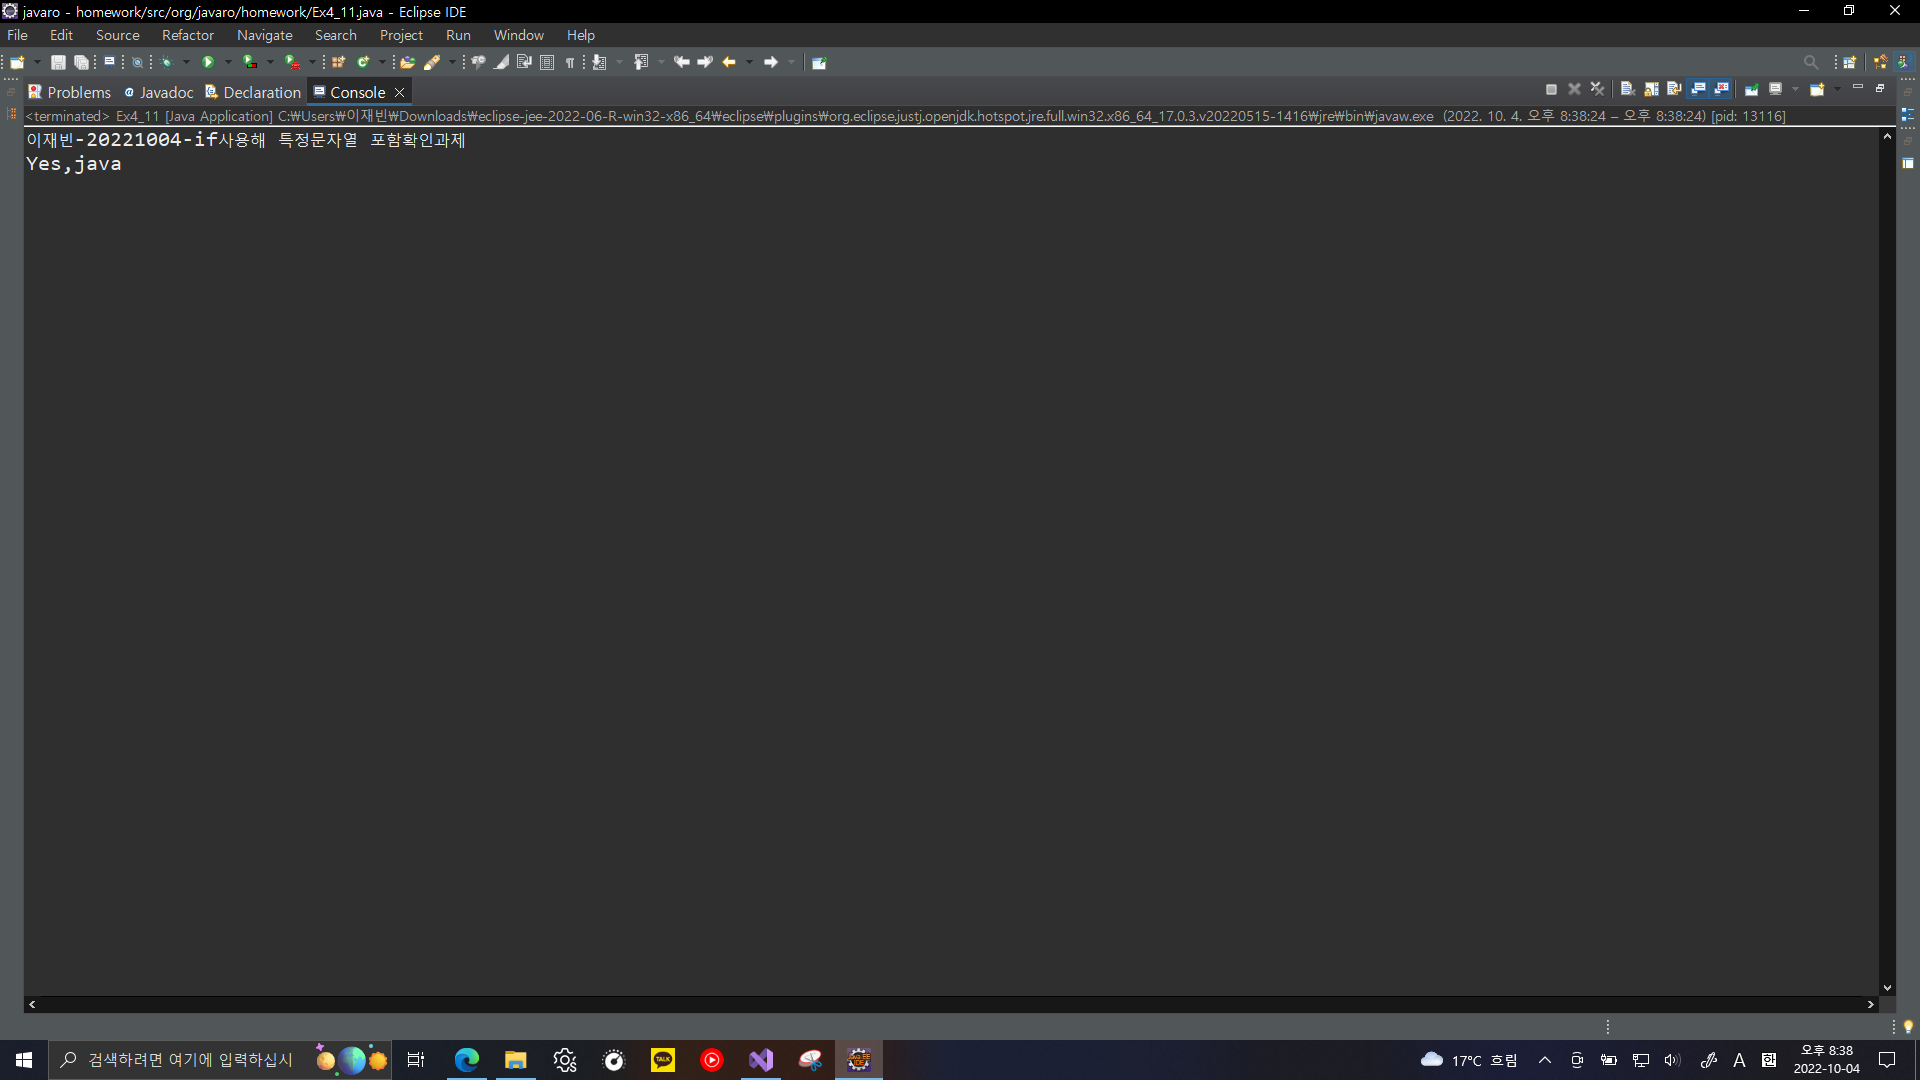 javaro - homework/src/org/javaro/homework/Ex4_11.java - Eclipse IDE
File Edit Source Refactor Navigate Search Project Run Window Help
Problems @ Javadoc Declaration Console
<terminated> Ex4_11 [Java Application] C:₩Users₩이재빈₩Downloads₩eclipse-jee-2022-06-R-win32-x86_64₩eclipse₩plugins₩org.eclipse.justj.openjdk.hotspot.jre.full.win32.x86_64_17.0.3.v20220515-1416₩jre₩bin₩javaw.exe (2022. 10. 4. 오후 8:38:24 – 오후 8:38:24) [pid: 13116]
이재빈-20221004-if사용해 특정문자열 포함확인과제
Yes,java
검색하려면 여기에 입력하십시
TALK
17°C 흐림
A
한
오후 8:38
2022-10-04